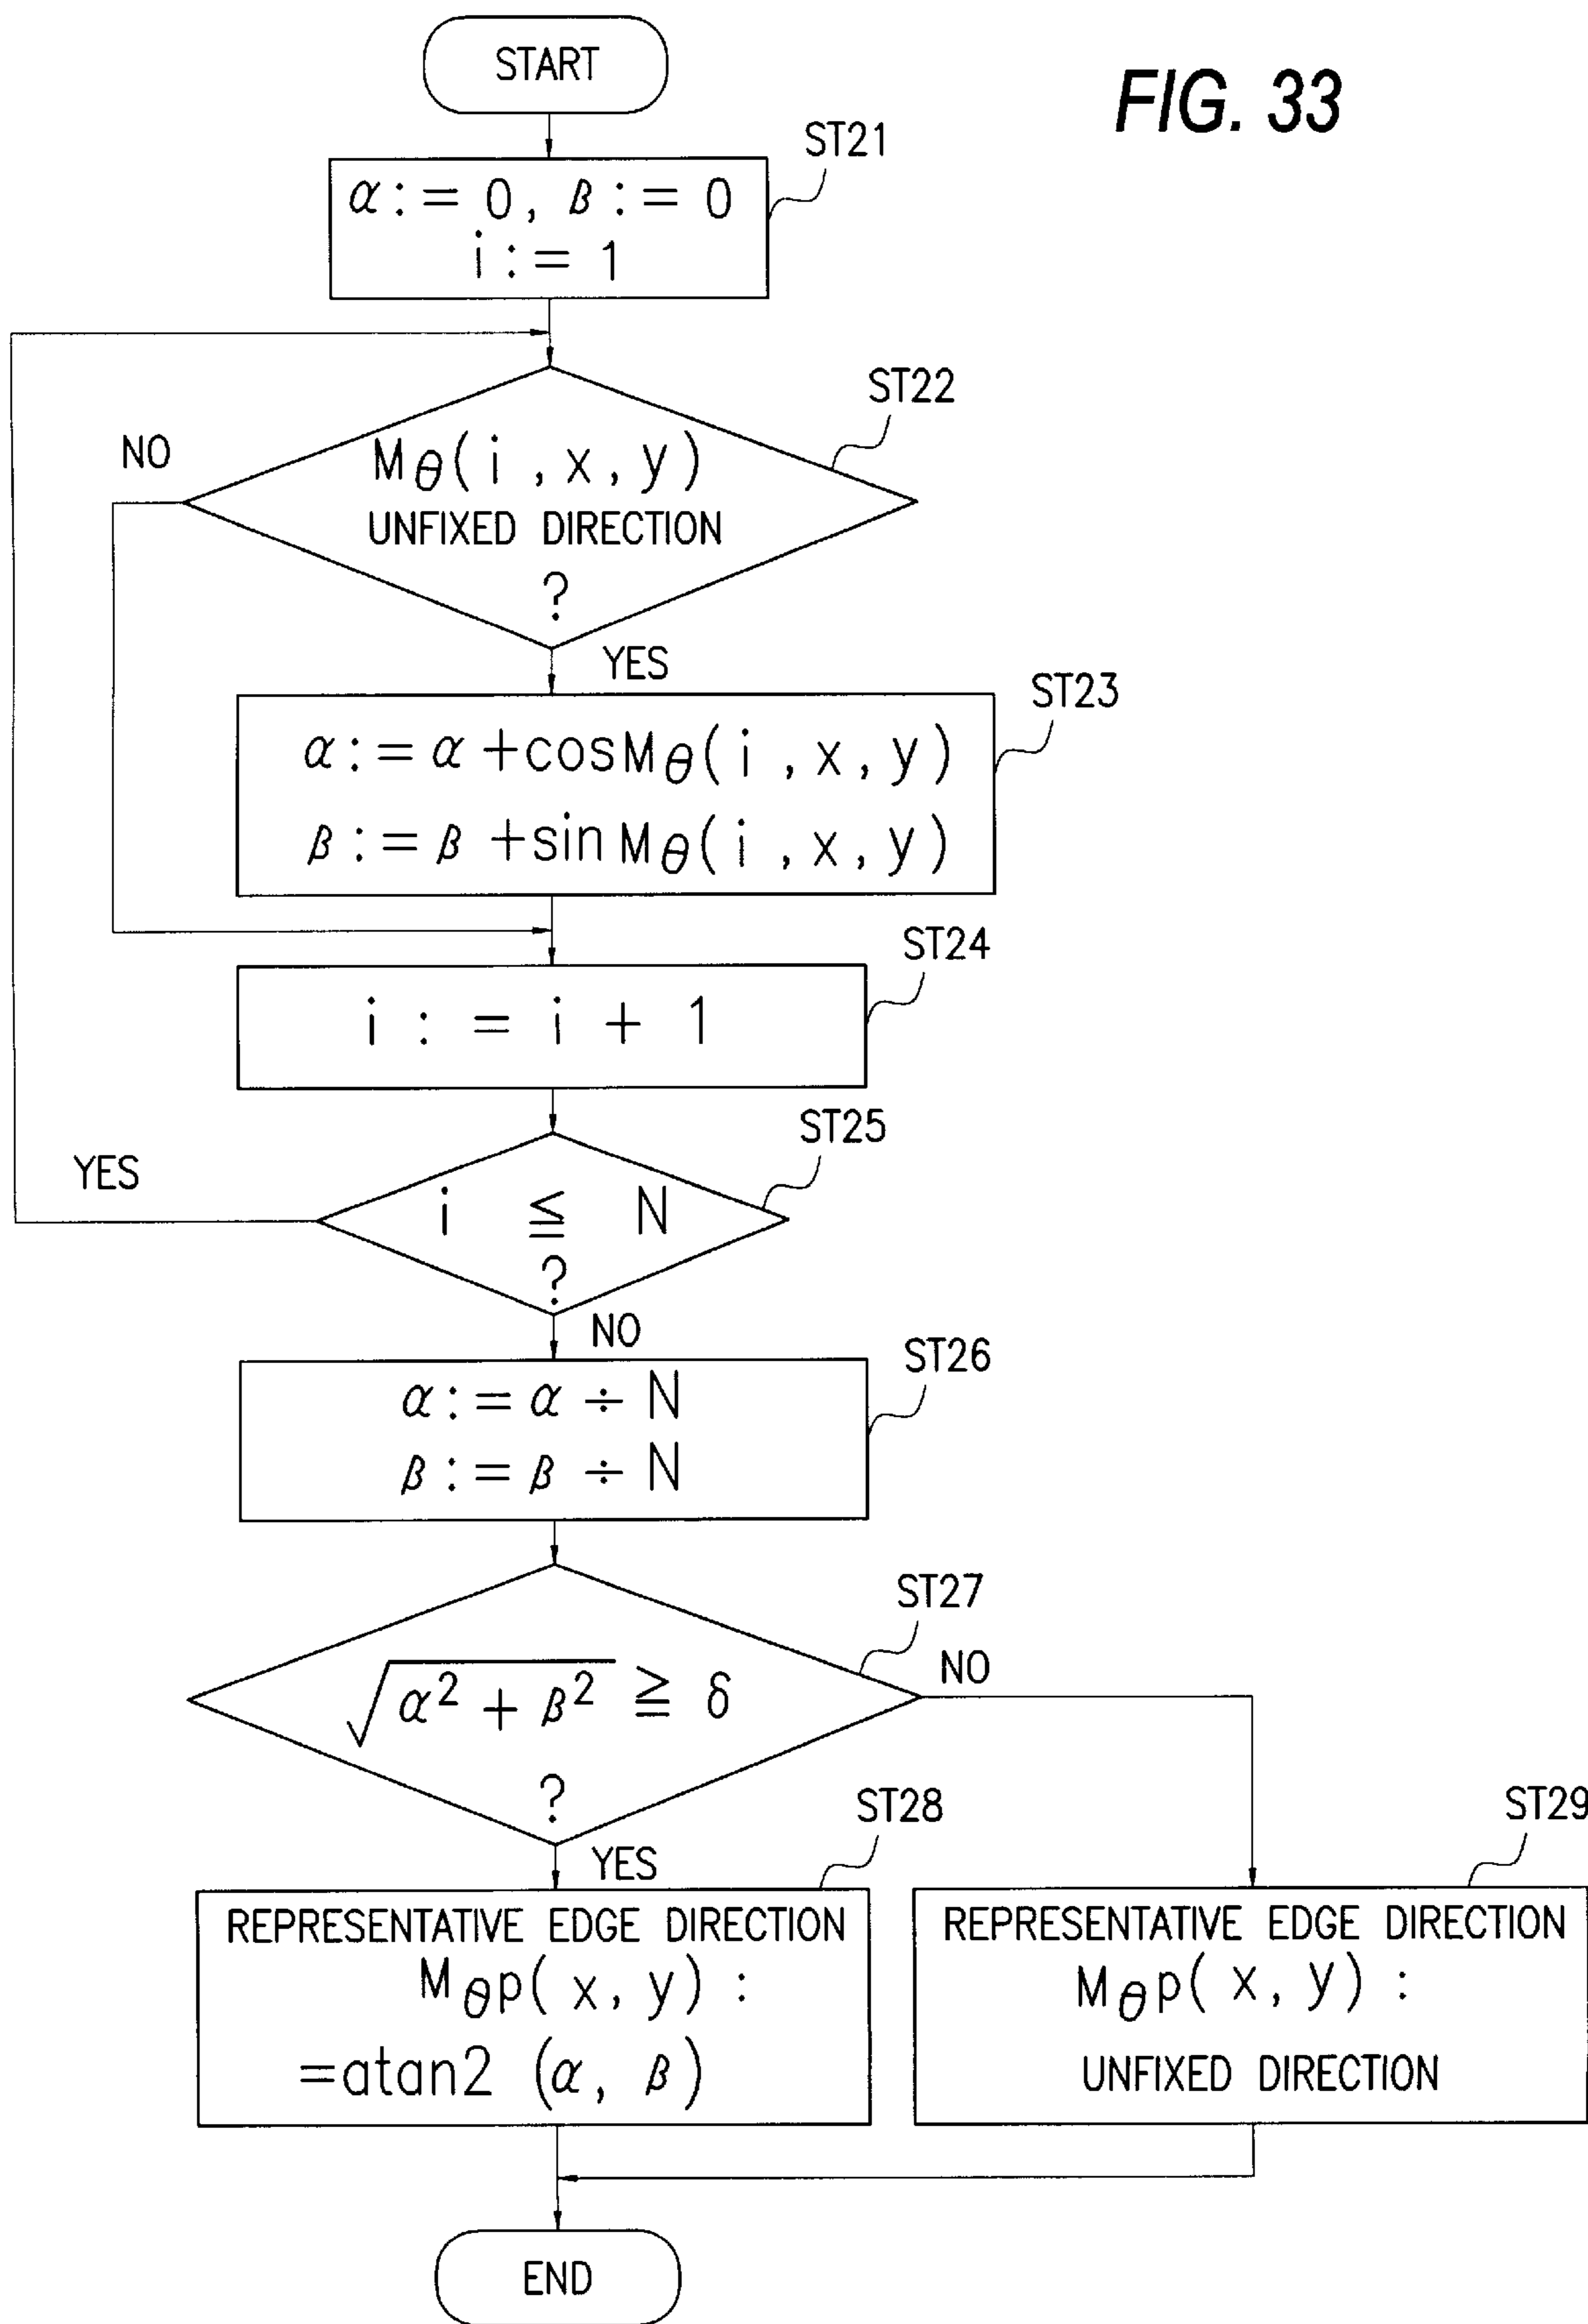 START
FIG. 33
ST21
α := 0, β := 0
i := 1
ST22
NO
Mθ(i , x, y)
UNFIXED DIRECTION
?
YES
ST23
α := α +cosMθ(i , x, y)
β := β +sinMθ(i , x, y)
ST24
i := i + 1
ST25
YES
i ≦ N
?
NO
ST26
α := α ÷ N
β := β ÷ N
ST27
NO
√α² + β² ≧ δ
?
YES
ST28
ST29
REPRESENTATIVE EDGE DIRECTION
Mθp( x, y) :
=atan2 (α, β)
REPRESENTATIVE EDGE DIRECTION
Mθp( x, y) :
UNFIXED DIRECTION
END